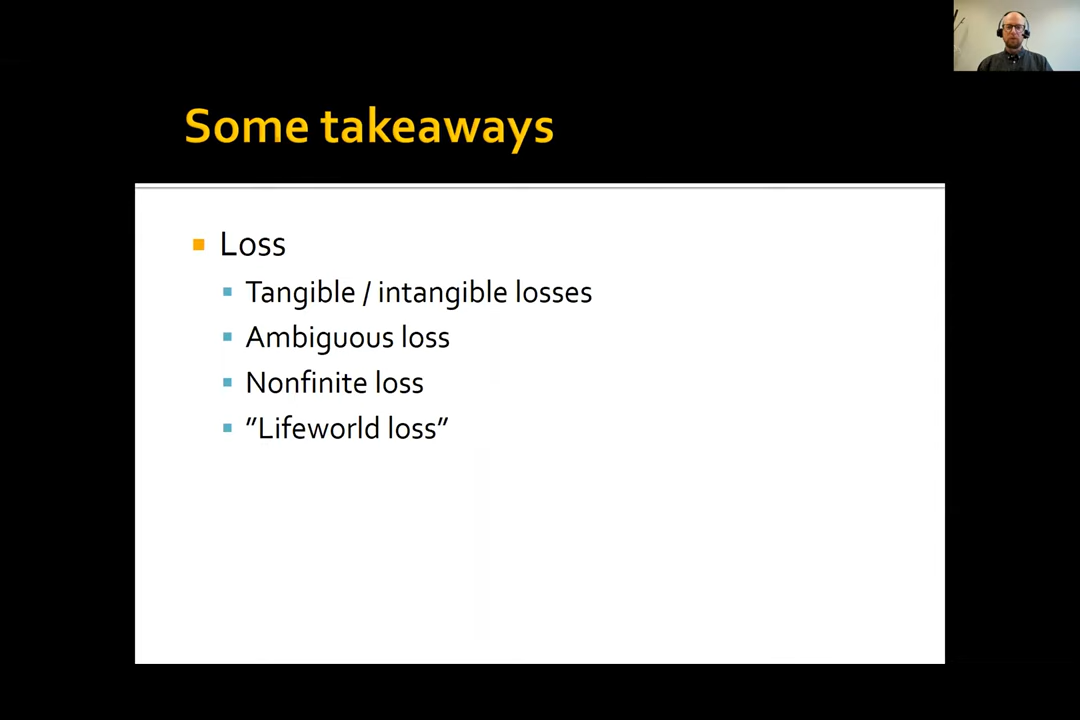 Some takeaways
Loss
Tangible / intangible losses
Ambiguous loss
Nonfinite loss
”Lifeworld loss”